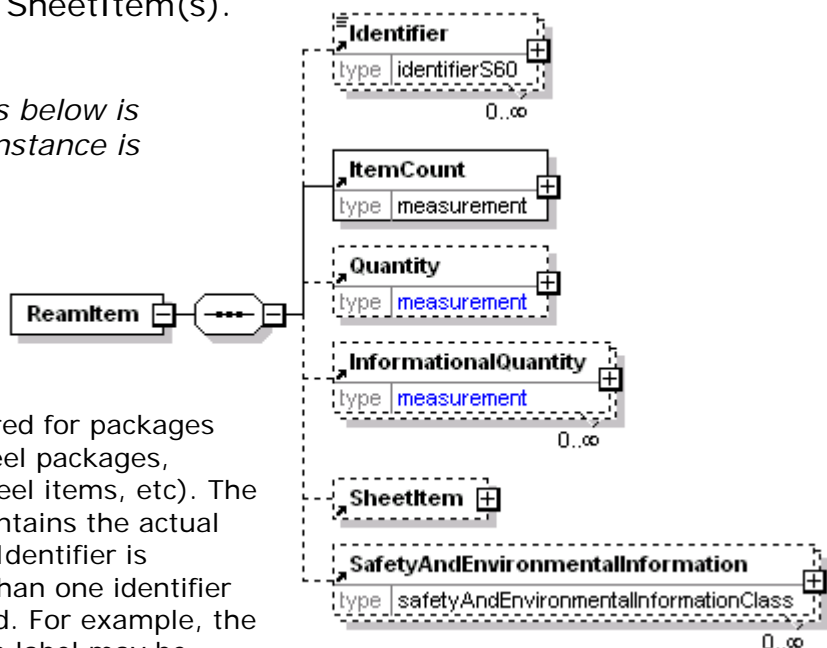 SheetItem(s).
s below is
nstance is
red for packages
eel packages,
eel items, etc). The
ntains the actual
Identifier is
than one identifier
d. For example, the
label may be
ReamItem
Identifier
type identifierS60
0..∞
ItemCount
type measurement
Quantity
type measurement
InformationalQuantity
type measurement
0..∞
SheetItem
SafetyAndEnvironmentalInformation
type safetyAndEnvironmentalInformationClass
0..∞